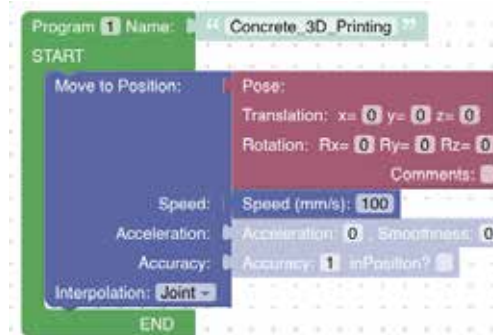 Program 1 Name: “ Concrete_3D_Printing ”
START
Move to Position: Pose:
Translation: x= 0 y= 0 z= 0
Rotation: Rx= 0 Ry= 0 Rz= 0
Comments:
Speed: Speed (mm/s): 100
Acceleration: Acceleration: 0 , Smoothness: 0
Accuracy: Accuracy: 1 inPosition?
Interpolation: Joint
END